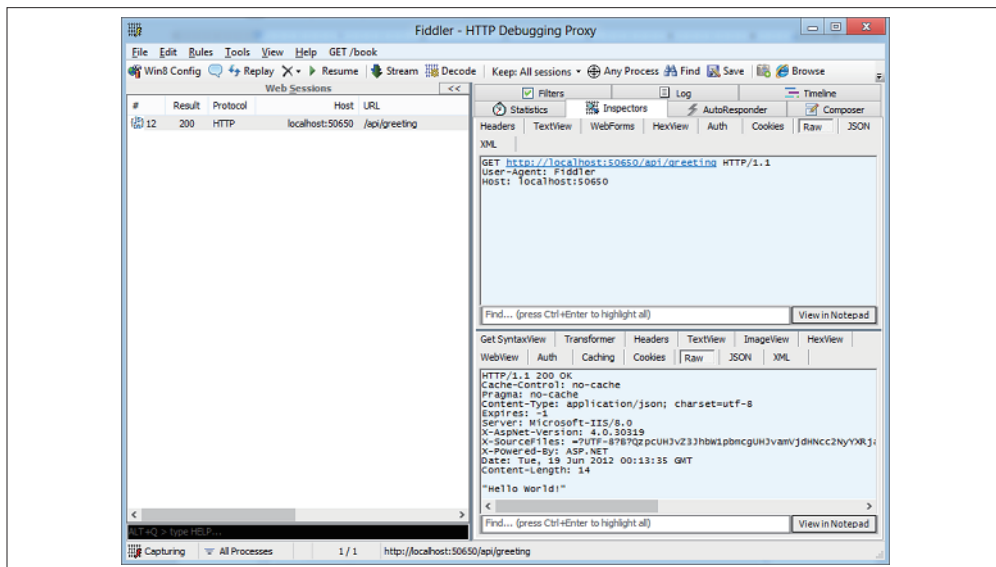 Fiddler - HTTP Debugging Proxy
File Edit Rules Tools View Help GET /book
Win8 Config Replay Resume Stream Decode Keep: All sessions Any Process Find Save Browse
Web Sessions <<
# Result Protocol Host URL
12 200 HTTP localhost:50650 /api/greeting
Filters Log Timeline
Statistics Inspectors AutoResponder Composer
Headers TextView WebForms HexView Auth Cookies Raw JSON
XML
GET http://localhost:50650/api/greeting HTTP/1.1
User-Agent: Fiddler
Host: localhost:50650
Find... (press Ctrl+Enter to highlight all) View in Notepad
Get SyntaxView Transformer Headers TextView ImageView HexView
WebView Auth Caching Cookies Raw JSON XML
HTTP/1.1 200 OK
Cache-Control: no-cache
Pragma: no-cache
Content-Type: application/json; charset=utf-8
Expires: -1
Server: Microsoft-IIS/8.0
X-AspNet-Version: 4.0.30319
X-SourceFiles:
X-Powered-By: ASP.NET
Date: Tue, 19 Jun 2012 00:13:35 GMT
Content-Length: 14
"Hello World!"
Find... (press Ctrl+Enter to highlight all) View in Notepad
ALT+Q > type HELP...
Capturing All Processes 1 / 1 http://localhost:50650/api/greeting